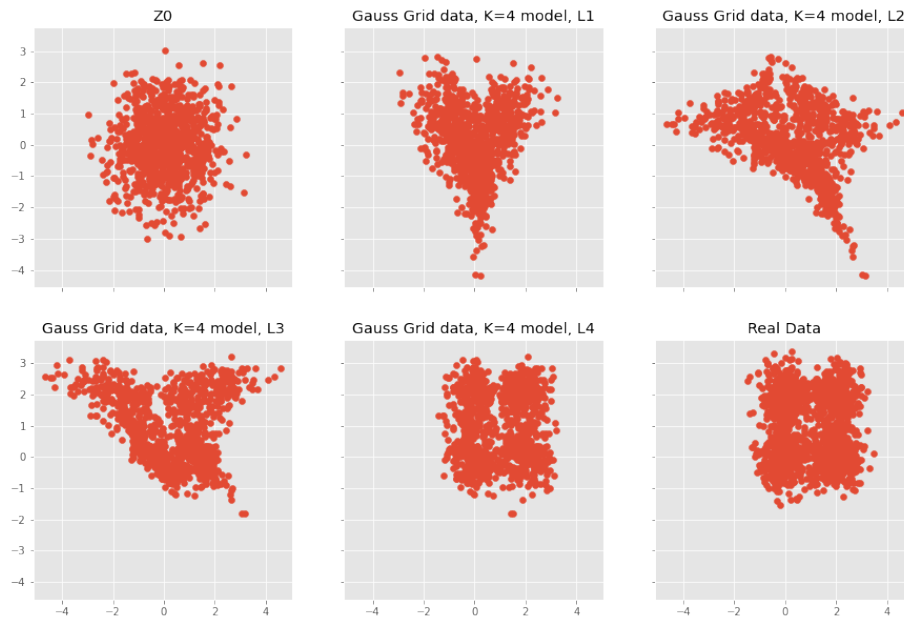 Z0
Gauss Grid data, K=4 model, L1
Gauss Grid data, K=4 model, L2
3
2
1
0
−1
−2
−3
−4
Gauss Grid data, K=4 model, L3
Gauss Grid data, K=4 model, L4
Real Data
3
2
1
0
−1
−2
−3
−4
−4 −2 0 2 4
−4 −2 0 2 4
−4 −2 0 2 4